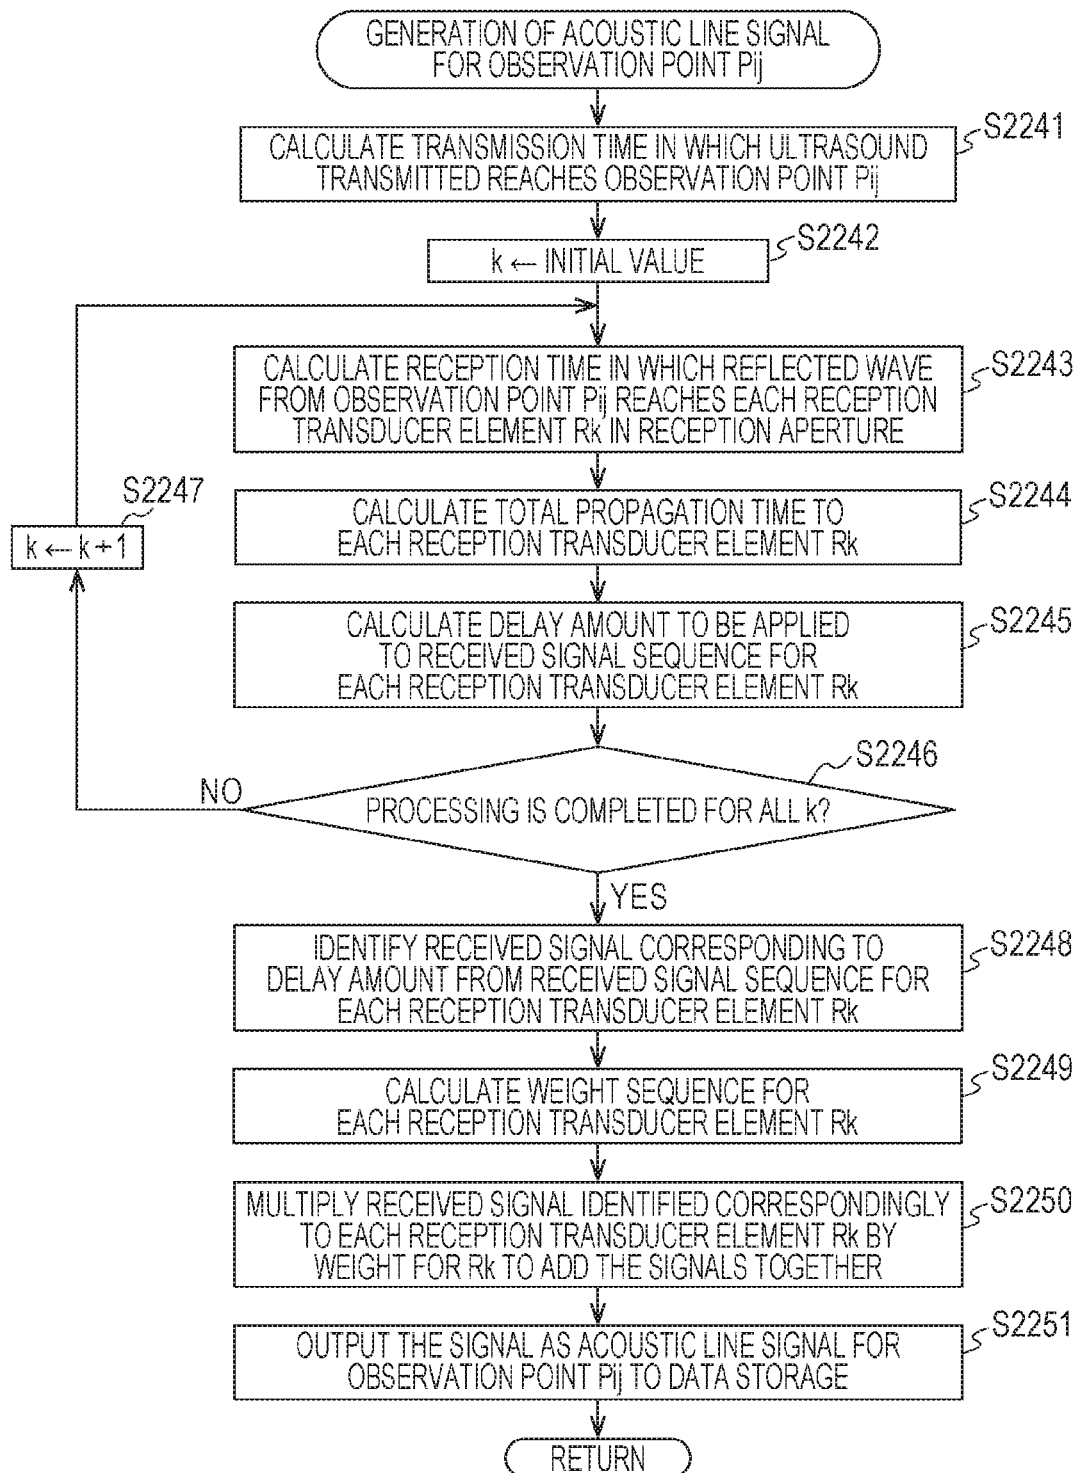 GENERATION OF ACOUSTIC LINE SIGNAL
FOR OBSERVATION POINT Pij
S2241
CALCULATE TRANSMISSION TIME IN WHICH ULTRASOUND
TRANSMITTED REACHES OBSERVATION POINT Pij
S2242
k ← INITIAL VALUE
S2243
CALCULATE RECEPTION TIME IN WHICH REFLECTED WAVE
FROM OBSERVATION POINT Pij REACHES EACH RECEPTION
TRANSDUCER ELEMENT Rk IN RECEPTION APERTURE
S2247
k ← k + 1
S2244
CALCULATE TOTAL PROPAGATION TIME TO
EACH RECEPTION TRANSDUCER ELEMENT Rk
S2245
CALCULATE DELAY AMOUNT TO BE APPLIED
TO RECEIVED SIGNAL SEQUENCE FOR
EACH RECEPTION TRANSDUCER ELEMENT Rk
S2246
NO
PROCESSING IS COMPLETED FOR ALL k?
YES
S2248
IDENTIFY RECEIVED SIGNAL CORRESPONDING TO
DELAY AMOUNT FROM RECEIVED SIGNAL SEQUENCE FOR
EACH RECEPTION TRANSDUCER ELEMENT Rk
S2249
CALCULATE WEIGHT SEQUENCE FOR
EACH RECEPTION TRANSDUCER ELEMENT Rk
S2250
MULTIPLY RECEIVED SIGNAL IDENTIFIED CORRESPONDINGLY
TO EACH RECEPTION TRANSDUCER ELEMENT Rk BY
WEIGHT FOR Rk TO ADD THE SIGNALS TOGETHER
S2251
OUTPUT THE SIGNAL AS ACOUSTIC LINE SIGNAL FOR
OBSERVATION POINT Pij TO DATA STORAGE
RETURN